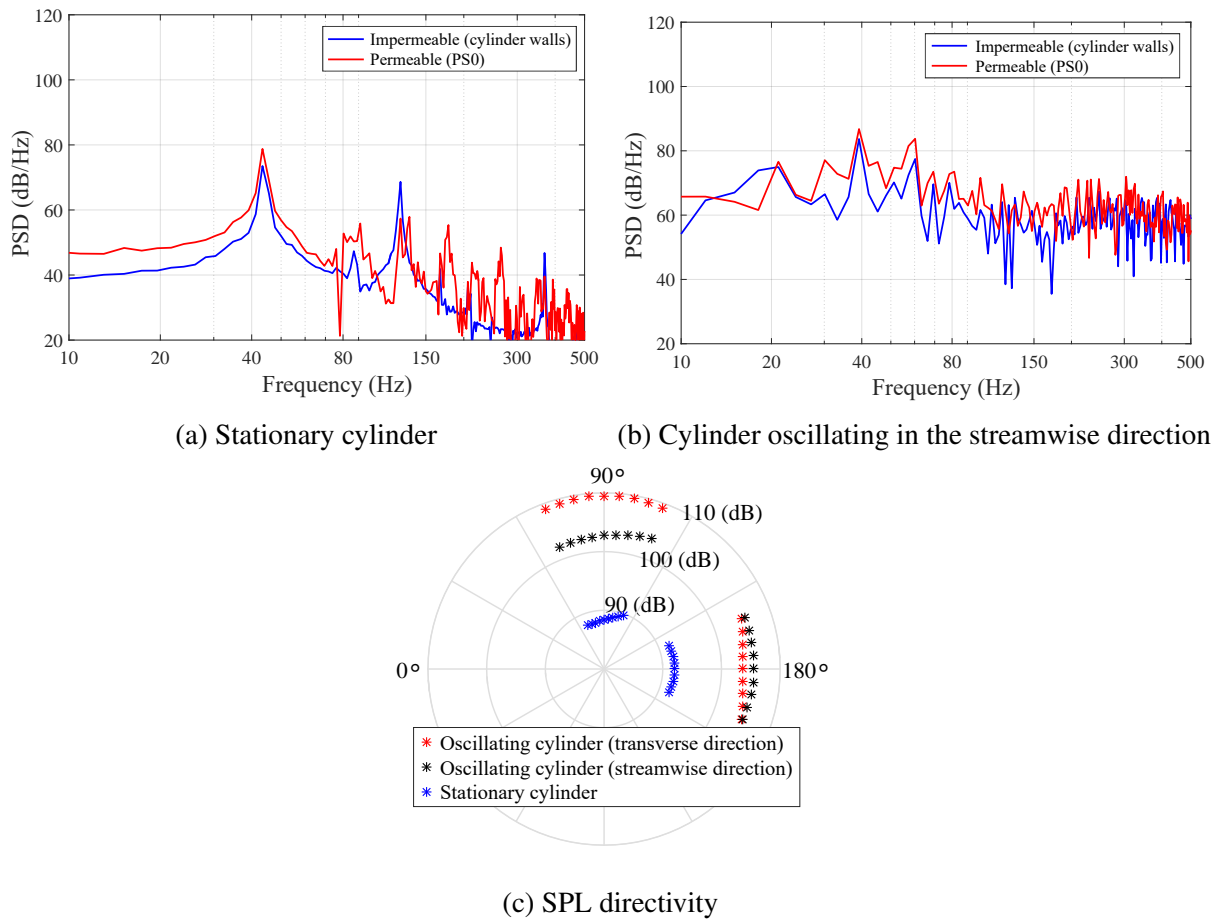 120
100
80
60
40
20
PSD (dB/Hz)
10
20
40
80
150
300
500
Frequency (Hz)
Impermeable (cylinder walls)
Permeable (PS0)
(a) Stationary cylinder
120
100
80
60
40
20
PSD (dB/Hz)
10
20
40
80
150
300
500
Frequency (Hz)
Impermeable (cylinder walls)
Permeable (PS0)
(b) Cylinder oscillating in the streamwise direction
90°
110 (dB)
100 (dB)
90 (dB)
0°
180°
Oscillating cylinder (transverse direction)
Oscillating cylinder (streamwise direction)
Stationary cylinder
(c) SPL directivity